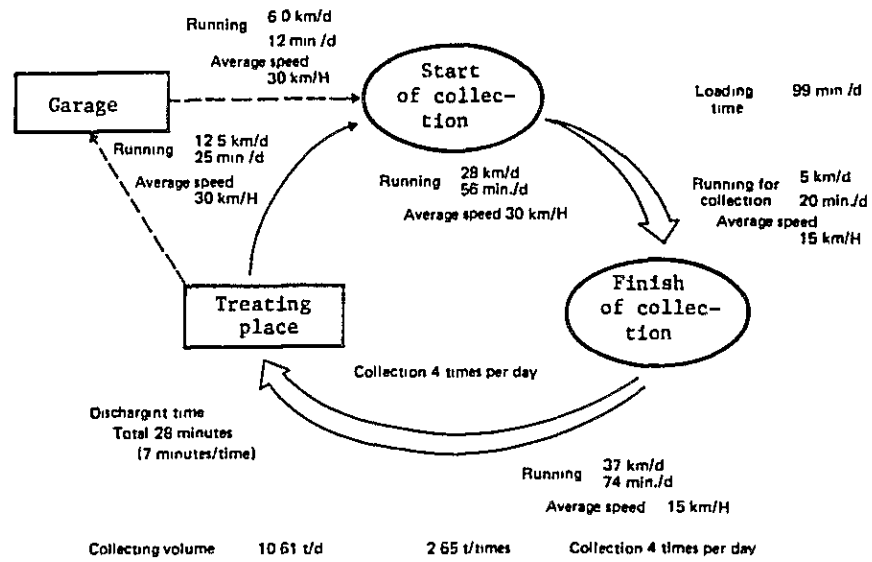 Running 6 0 km/d
12 min /d
Average speed
30 km/H
Garage
Start
of collec-
tion
Loading 99 min /d
time
Running 12 5 km/d
25 min /d
Average speed
30 km/H
Running 28 km/d
56 min./d
Average speed 30 km/H
Running for 5 km/d
collection 20 min./d
Average speed
15 km/H
Treating
place
Finish
of collec-
tion
Collection 4 times per day
Dischargint time
Total 28 minutes
(7 minutes/time)
Running 37 km/d
74 min./d
Average speed 15 km/H
Collecting volume 10 61 t/d 2 65 t/times Collection 4 times per day